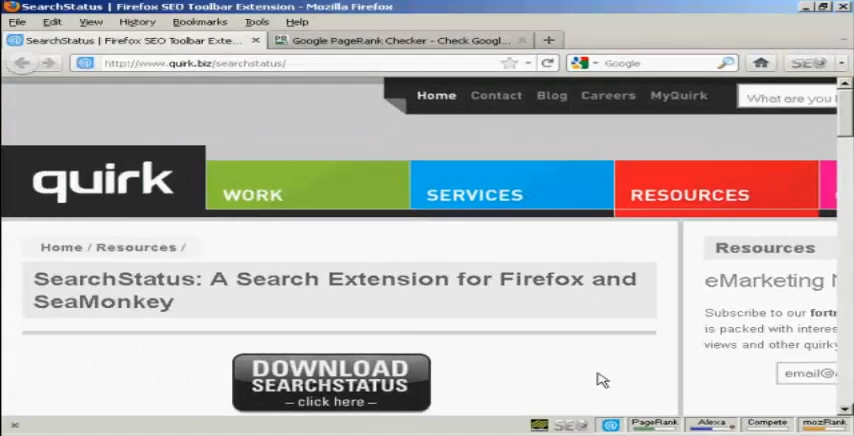 SearchStatus | Firefox SEO Toolbar Extension - Mozilla Firefox
File Edit View History Bookmarks Tools Help
SearchStatus | Firefox SEO Toolbar Exte...
PR Google PageRank Checker - Check Googl...
http://www.quirk.biz/searchstatus/
Google
SEO
Home Contact Blog Careers MyQuirk
What are you
quirk
WORK
SERVICES
RESOURCES
Home / Resources /
SearchStatus: A Search Extension for Firefox and
SeaMonkey
DOWNLOAD
SEARCHSTATUS
– click here –
Resources
eMarketing
Subscribe to our fort
is packed with interes
views and other quirky
email@
SEO
PageRank
Alexa
Compete
mozRank